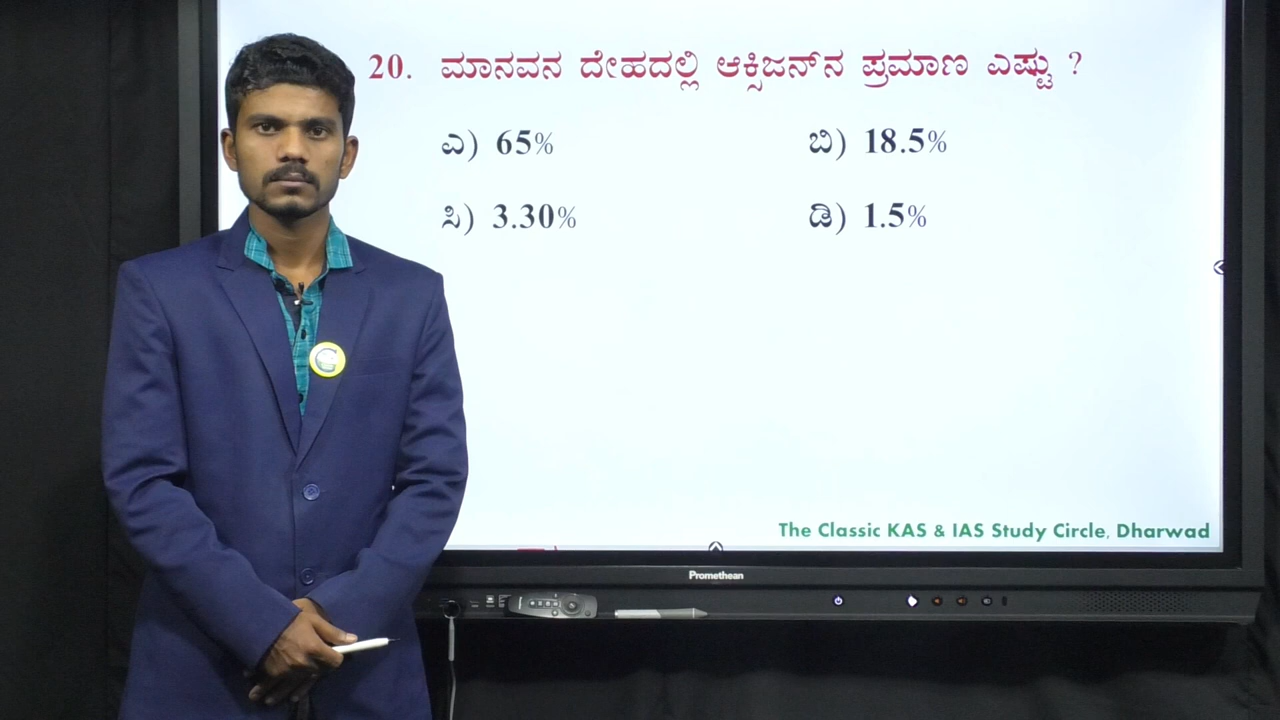 20. ಮಾನವನ ದೇಹದಲ್ಲಿ ಆಕ್ಸಿಜನ್‌ನ ಪ್ರಮಾಣ ಎಷ್ಟು ?
ಎ) 65% ಬಿ) 18.5%
ಸಿ) 3.30% ಡಿ) 1.5%
The Classic KAS & IAS Study Circle, Dharwad
Promethean